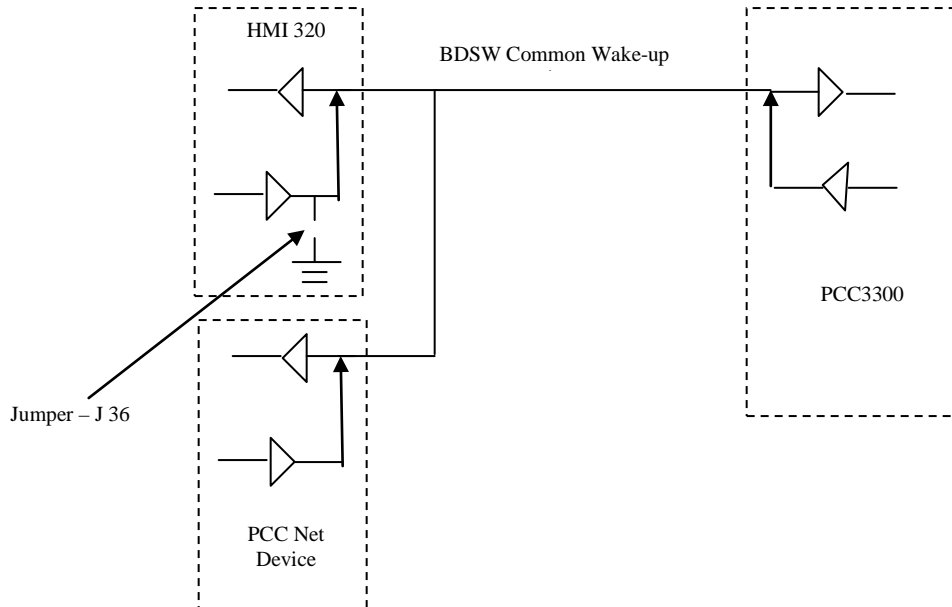 HMI 320
BDSW Common Wake-up
PCC3300
Jumper – J 36
PCC Net
Device